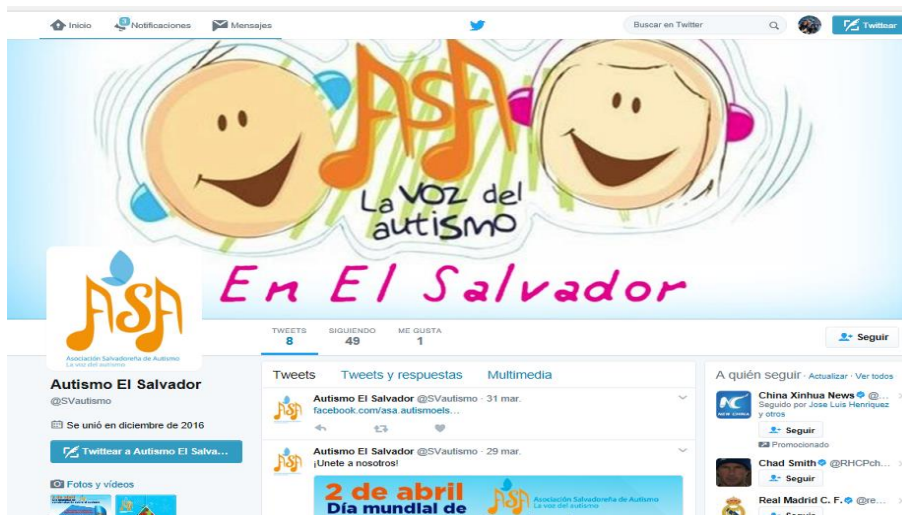 Inicio
3
Notificaciones
Mensajes
Buscar en Twitter
Twittear
ASA
La VOZ del
autismo
En El Salvador
ASA
Asociación Salvadoreña de Autismo
La voz del autismo
TWEETS
8
SIGUIENDO
49
ME GUSTA
1
Seguir
Autismo El Salvador
@SVautismo
Se unió en diciembre de 2016
Twittear a Autismo El Salva...
Fotos y vídeos
Tweets Tweets y respuestas Multimedia
Autismo El Salvador @SVautismo · 31 mar.
facebook.com/asa.autismoels...
Autismo El Salvador @SVautismo · 29 mar.
¡Unete a nosotros!
2 de abril
Día mundial de
ASA
Asociación Salvadoreña de Autismo
La voz del autismo
A quién seguir · Actualizar · Ver todos
China Xinhua News @...
Seguido por Jose Luis Henriquez
y otros
Seguir
Promocionado
NEW CHINA
Chad Smith @RHCPch...
Seguir
Real Madrid C. F. @re...
Seguir